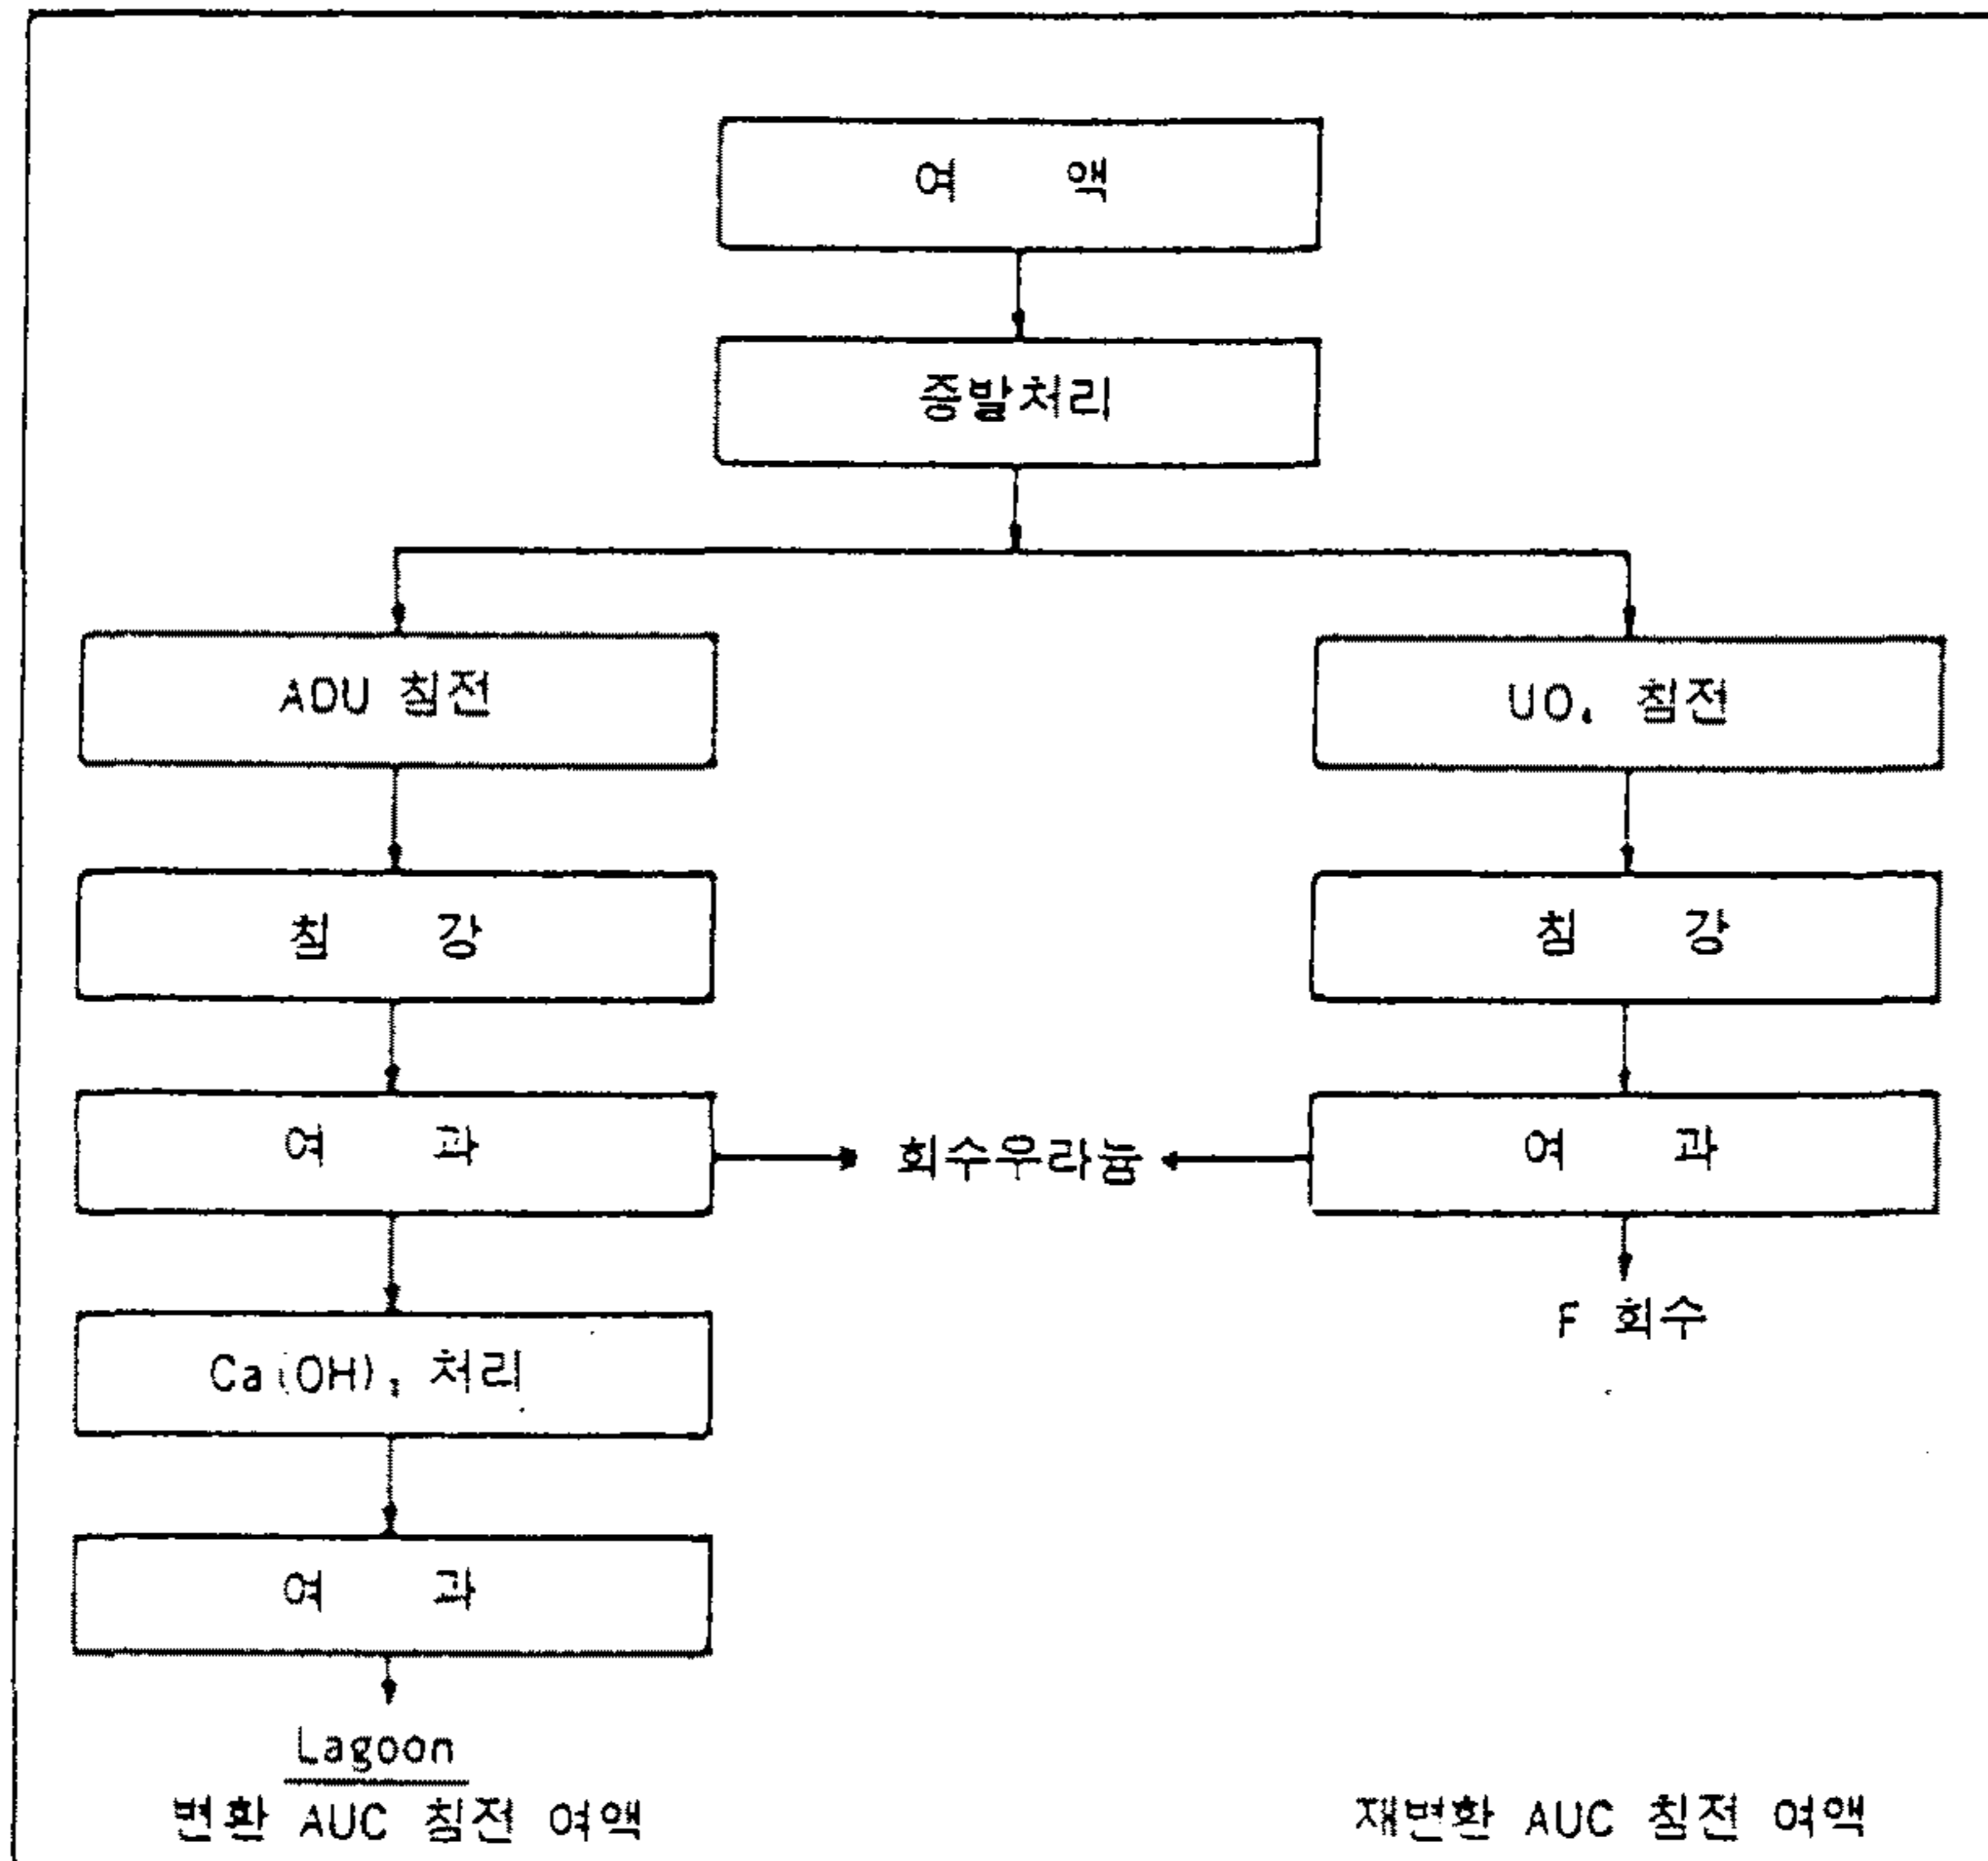 여 액
증발처리
ADU 침전
UO₄ 침전
침 강
침 강
여 과
회수우라늄
여 과
F 회수
Ca(OH)₂ 처리
여 과
Lagoon
변환 AUC 침전 여액
재변환 AUC 침전 여액